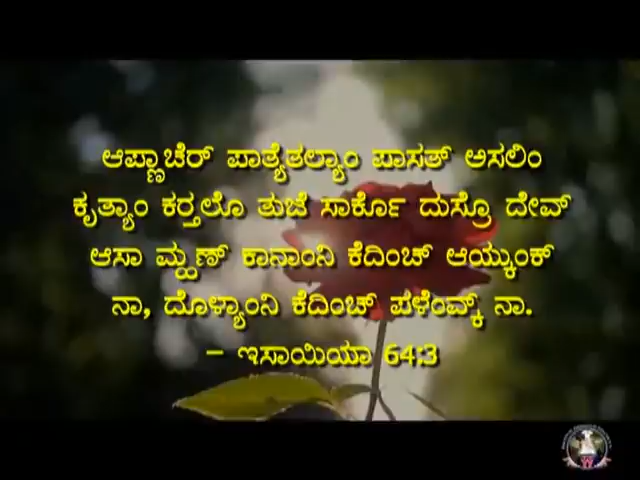 ಆಪ್ಣಾಚೆರ್ ಪಾತ್ಯೆತಲ್ಯಾಂ ಪಾಸತ್ ಅಸಲಿಂ
ಕೃತ್ಯಾಂ ಕರ್‍ತಲೊ ತುಜೆ ಸಾರ್ಕೊ ದುಸ್ರೊ ದೇವ್
ಆಸಾ ಮ್ಹಣ್ ಕಾನಾಂನಿ ಕೆದಿಂಚ್ ಆಯ್ಕುಂಕ್
ನಾ, ದೊಳ್ಯಾಂನಿ ಕೆದಿಂಚ್ ಪಳೆಂವ್ಕ್ ನಾ.
– ಇಸಾಯಿಯಾ 64:3